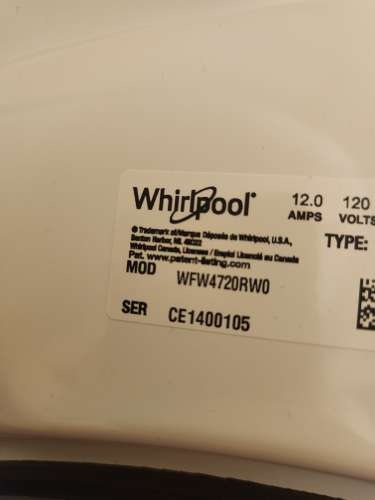 Whirlpool® 12.0 120
AMPS VOLTS
® Trademark of/Marque Déposée de Whirlpool, U.S.A.,
Benton Harbor, MI. 49022
Whirlpool Canada, Licensee / Emploi Licencié au Canada
Pat. www.patent-listing.com
TYPE:
MOD WFW4720RW0
SER CE1400105